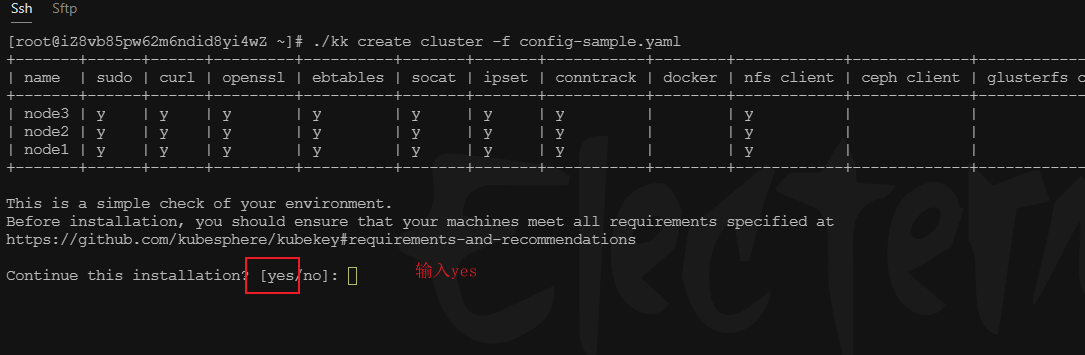 Ssh Sftp
[root@iZ8vb85pw62m6ndid8yi4wZ ~]# ./kk create cluster -f config-sample.yaml
+-------+------+------+---------+----------+-------+-------+-----------+--------+------------+-------------+------------
| name | sudo | curl | openssl | ebtables | socat | ipset | conntrack | docker | nfs client | ceph client | glusterfs c
+-------+------+------+---------+----------+-------+-------+-----------+--------+------------+-------------+------------
| node3 | y | y | y | y | y | y | y | | y | |
| node2 | y | y | y | y | y | y | y | | y | |
| node1 | y | y | y | y | y | y | y | | y | |
+-------+------+------+---------+----------+-------+-------+-----------+--------+------------+-------------+------------
This is a simple check of your environment.
Before installation, you should ensure that your machines meet all requirements specified at
https://github.com/kubesphere/kubekey#requirements-and-recommendations
Continue this installation? [yes/no]: 输入yes
Electerm